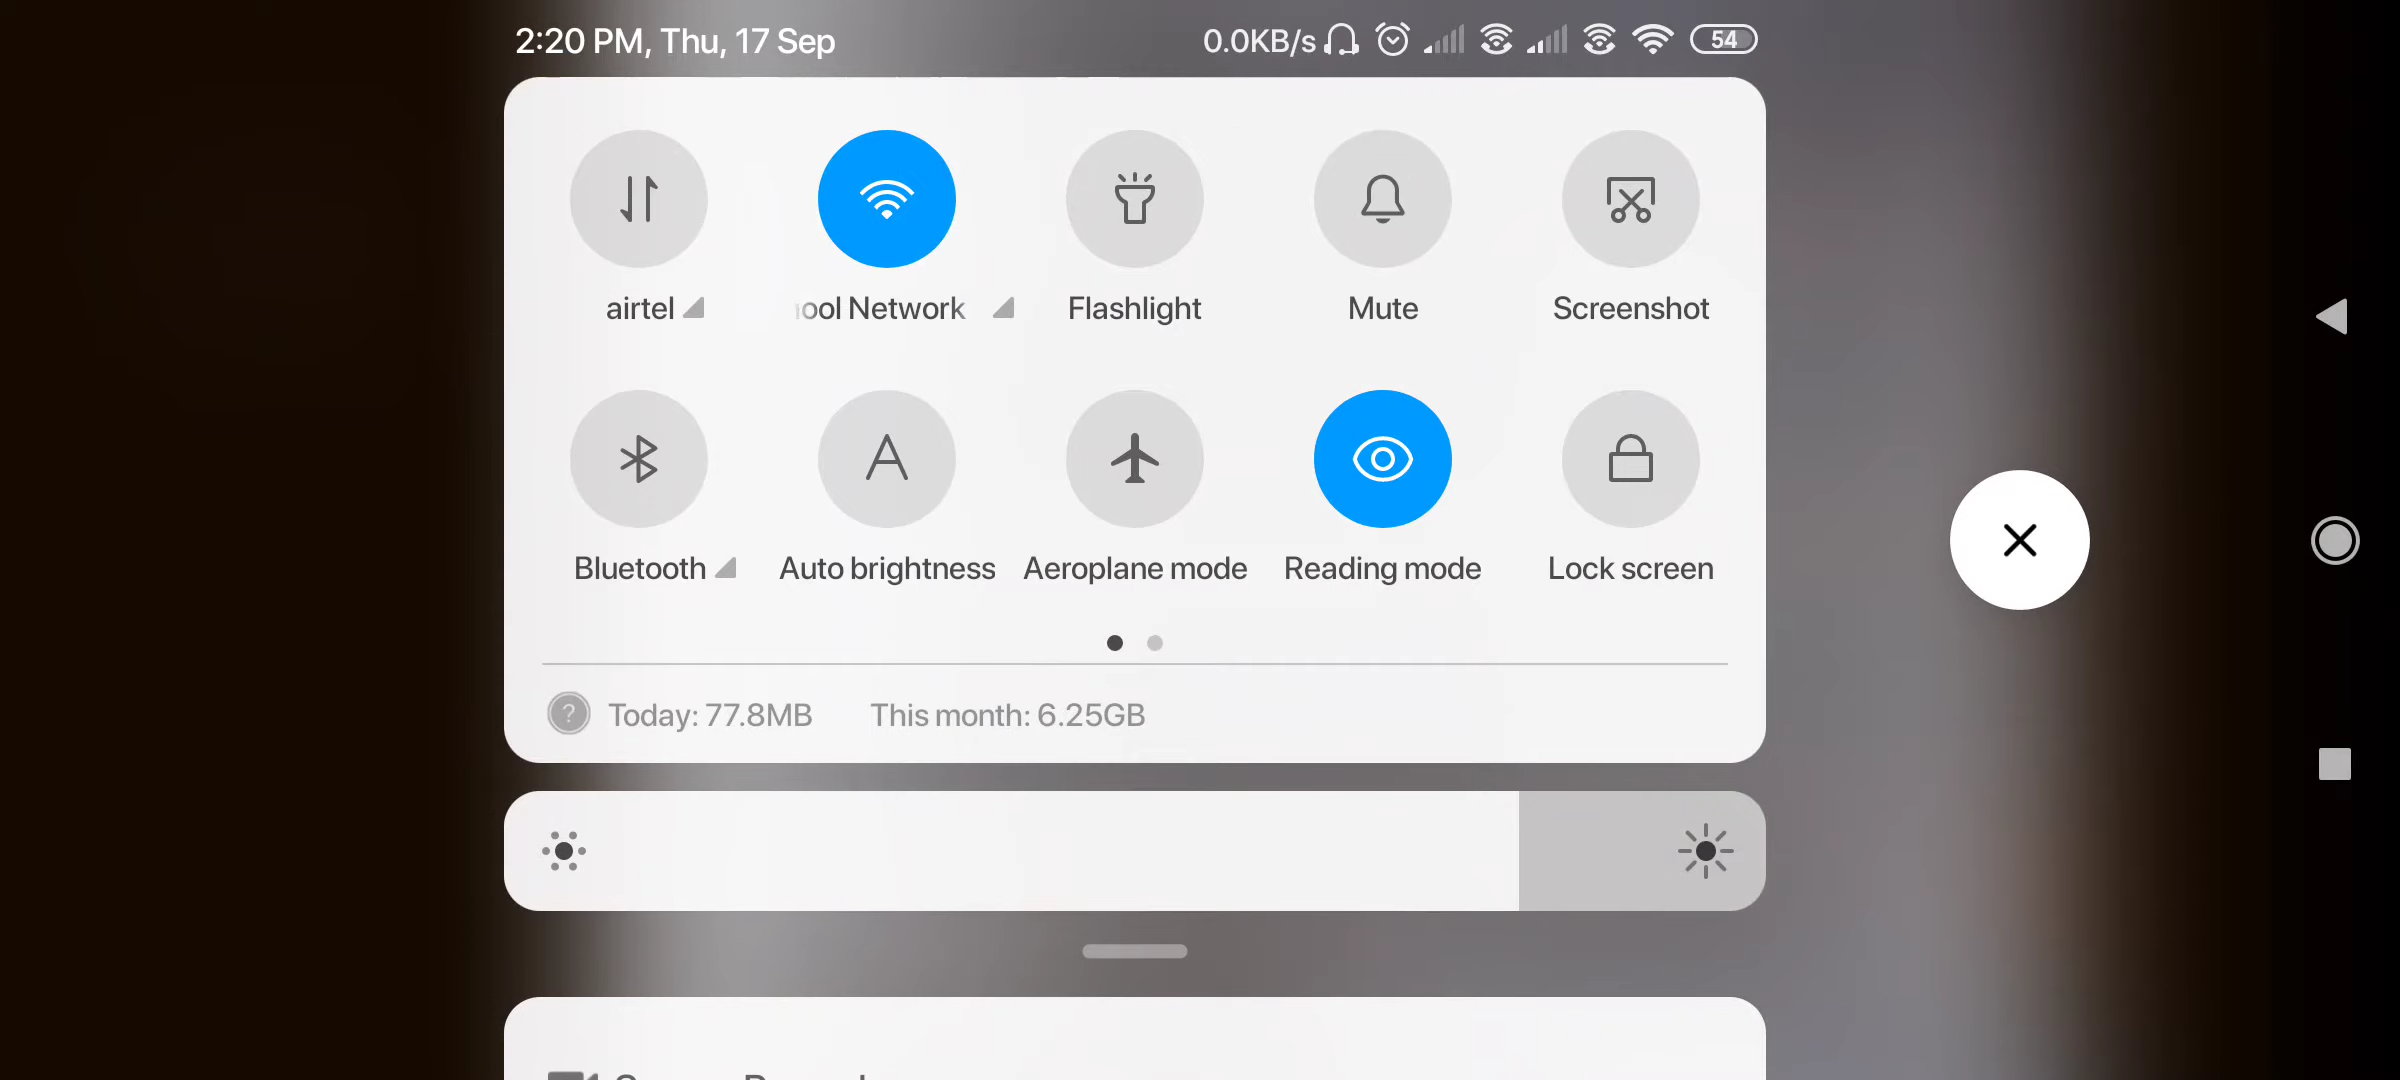 2:20 PM, Thu, 17 Sep
0.0KB/s 54
airtel
ool Network
Flashlight
Mute
Screenshot
Bluetooth
Auto brightness
Aeroplane mode
Reading mode
Lock screen
? Today: 77.8MB This month: 6.25GB